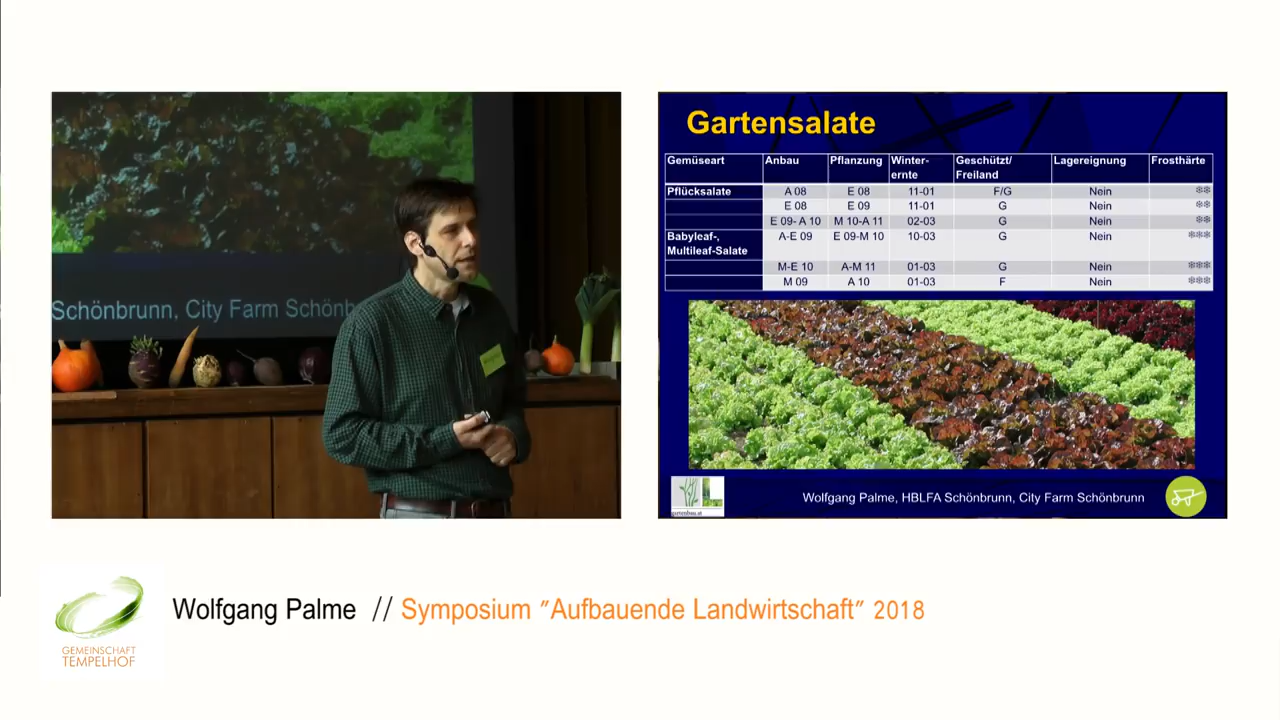 Schönbrunn, City Farm Schönb
Gartensalate
Gemüseart Anbau Pflanzung Winter-ernte Geschützt/Freiland Lagereignung Frosthärte
Pflücksalate A 08 E 08 11-01 F/G Nein ❄❄
E 08 E 09 11-01 G Nein ❄❄
E 09- A 10 M 10-A 11 02-03 G Nein ❄❄
Babyleaf-, Multileaf-Salate A-E 09 E 09-M 10 10-03 G Nein ❄❄❄
M-E 10 A-M 11 01-03 G Nein ❄❄❄
M 09 A 10 01-03 F Nein ❄❄❄
gartenbau.at
Wolfgang Palme, HBLFA Schönbrunn, City Farm Schönbrunn
GEMEINSCHAFT
TEMPELHOF
Wolfgang Palme // Symposium "Aufbauende Landwirtschaft" 2018